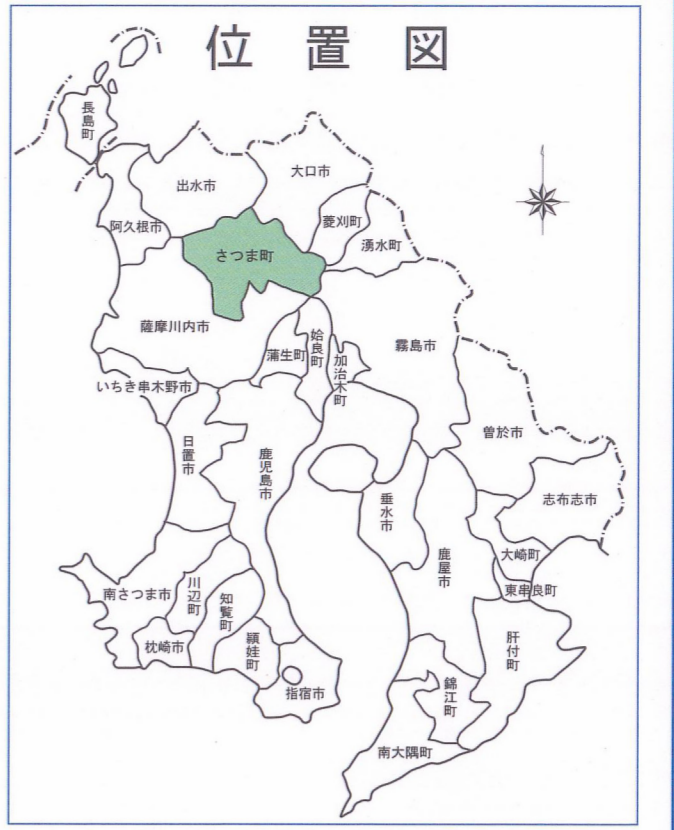 位置図
長島町
出水市
大口市
阿久根市
菱刈町
湧水町
さつま町
薩摩川内市
蒲生町
姶良町
加治木町
霧島市
いちき串木野市
日置市
鹿児島市
曽於市
垂水市
志布志市
鹿屋市
大崎町
東串良町
南さつま市
川辺町
知覧町
枕崎市
頴娃町
指宿市
肝付町
錦江町
南大隅町